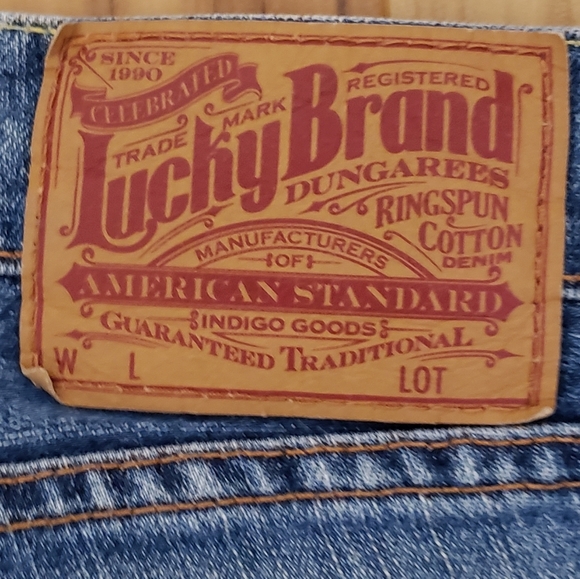 SINCE
1990
CELEBRATED
TRADE MARK
REGISTERED
Lucky Brand
DUNGAREES
RINGSPUN
COTTON
DENIM
MANUFACTURERS
OF
AMERICAN STANDARD
INDIGO GOODS
GUARANTEED TRADITIONAL
W L LOT